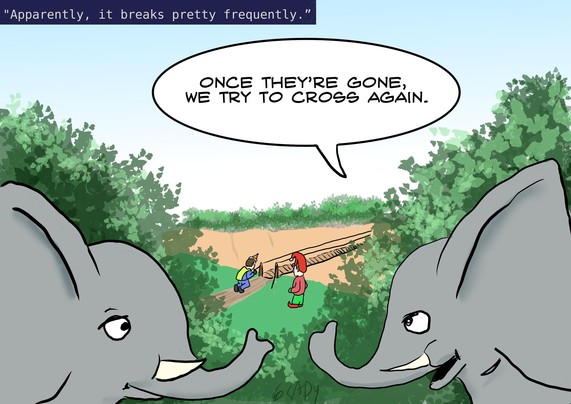 "Apparently, it breaks pretty frequently.”
ONCE THEY'RE GONE,
WE TRY TO CROSS AGAIN.